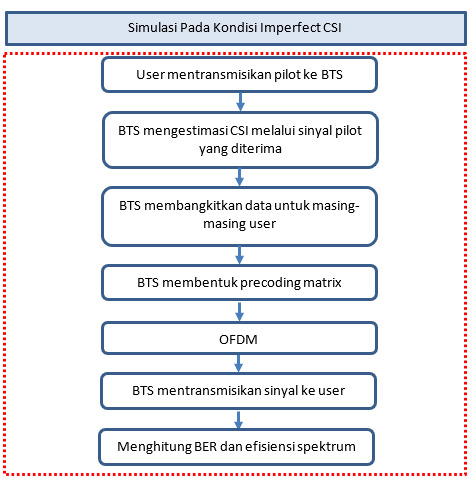 Simulasi Pada Kondisi Imperfect CSI
User mentransmisikan pilot ke BTS
BTS mengestimasi CSI melalui sinyal pilot
yang diterima
BTS membangkitkan data untuk masing-
masing user
BTS membentuk precoding matrix
OFDM
BTS mentransmisikan sinyal ke user
Menghitung BER dan efisiensi spektrum